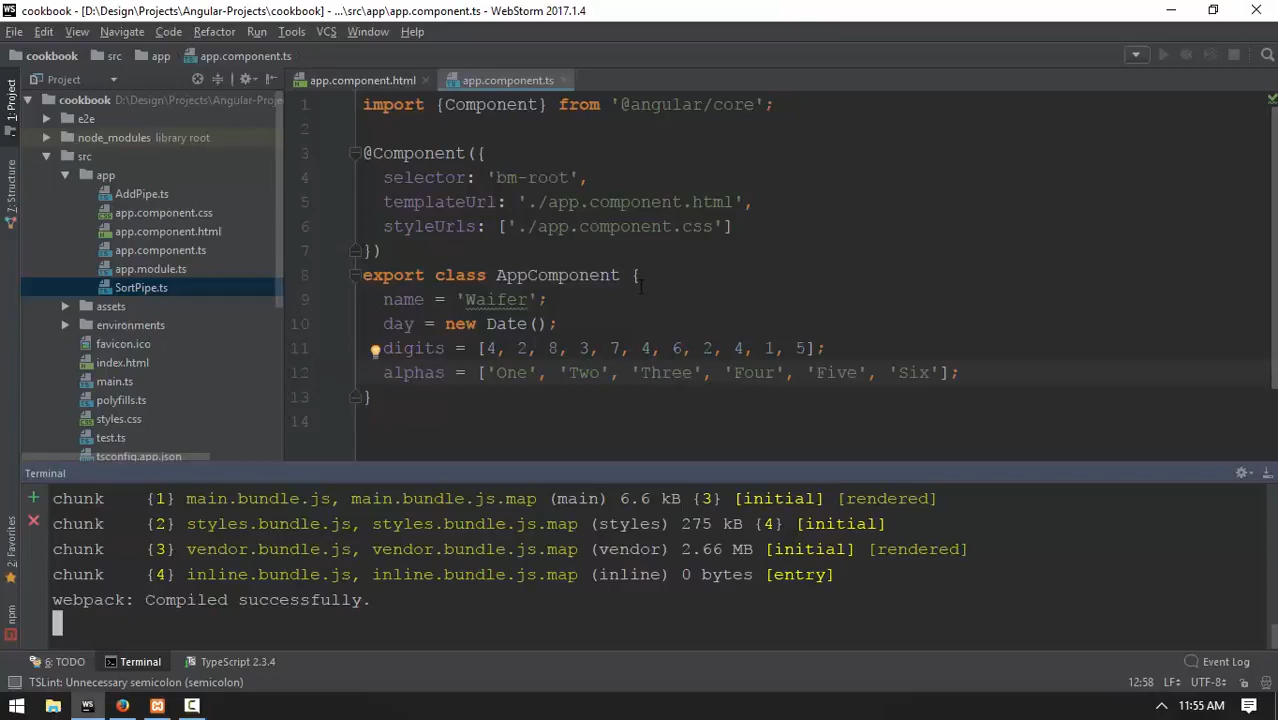 cookbook - [D:\Design\Projects\Angular-Projects\cookbook] - ...\src\app\app.component.ts - WebStorm 2017.1.4
File Edit View Navigate Code Refactor Run Tools VCS Window Help
cookbook src app app.component.ts
Project
app.component.html app.component.ts
1: Project
Z: Structure
2: Favorites
npm
cookbook D:\Design\Projects\Angular-Proje
e2e
node_modules library root
src
app
AddPipe.ts
app.component.css
app.component.html
app.component.ts
app.module.ts
SortPipe.ts
assets
environments
favicon.ico
index.html
main.ts
polyfills.ts
styles.css
test.ts
tsconfig.app.json
1 import {Component} from '@angular/core';
2
3 @Component({
4 selector: 'bm-root',
5 templateUrl: './app.component.html',
6 styleUrls: ['./app.component.css']
7 })
8 export class AppComponent {
9 name = 'Waifer';
10 day = new Date();
11 digits = [4, 2, 8, 3, 7, 4, 6, 2, 4, 1, 5];
12 alphas = ['One', 'Two', 'Three', 'Four', 'Five', 'Six'];
13 }
14
Terminal
chunk {1} main.bundle.js, main.bundle.js.map (main) 6.6 kB {3} [initial] [rendered]
chunk {2} styles.bundle.js, styles.bundle.js.map (styles) 275 kB {4} [initial]
chunk {3} vendor.bundle.js, vendor.bundle.js.map (vendor) 2.66 MB [initial] [rendered]
chunk {4} inline.bundle.js, inline.bundle.js.map (inline) 0 bytes [entry]
webpack: Compiled successfully.
6: TODO Terminal TypeScript 2.3.4 Event Log
TSLint: Unnecessary semicolon (semicolon) 12:58 LF UTF-8
WS C 11:55 AM